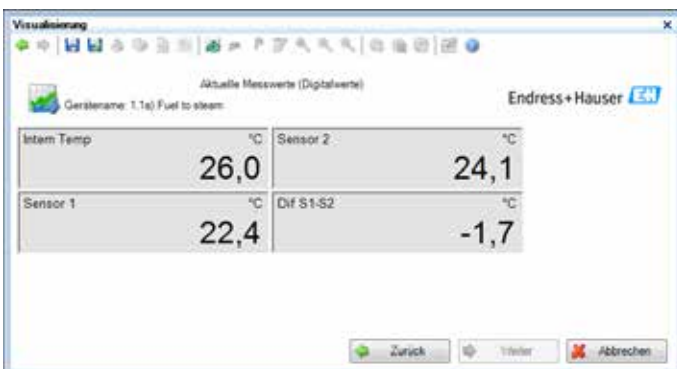 Visualisierung
Aktuelle Messwerte (Digitalwerte)
Gerätename: 1.1a) Fuel to steam
Endress+Hauser EH
Intern Temp °C
26,0
Sensor 2 °C
24,1
Sensor 1 °C
22,4
Dif S1-S2 °C
-1,7
Zurück
Weiter
Abbrechen